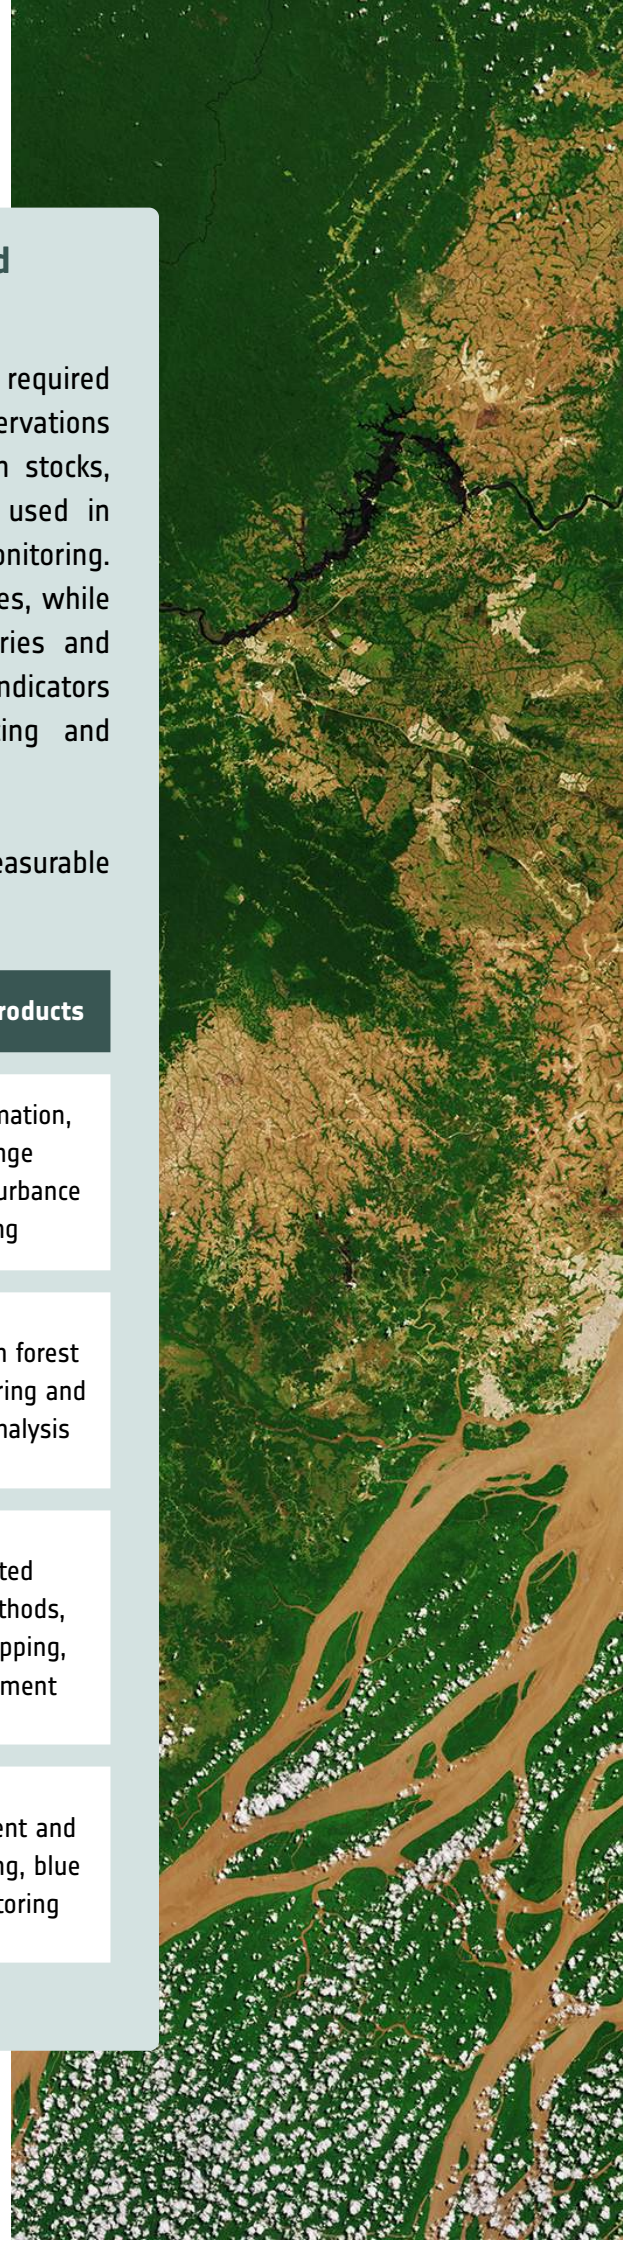 d
required
ervations
n stocks,
used in
onitoring.
es, while
ries and
ndicators
ing and
easurable
roducts
mation,
nge
urbance
ng
n forest
ring and
nalysis
ted
thods,
pping,
ment
ent and
ng, blue
toring